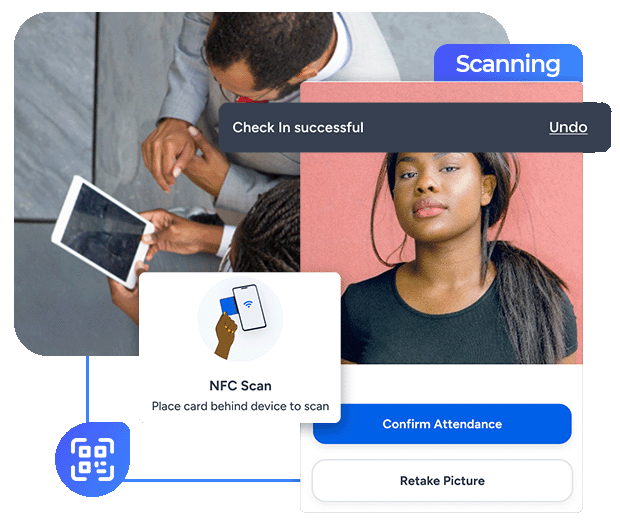 Scanning
Check In successful Undo
NFC Scan
Place card behind device to scan
Confirm Attendance
Retake Picture